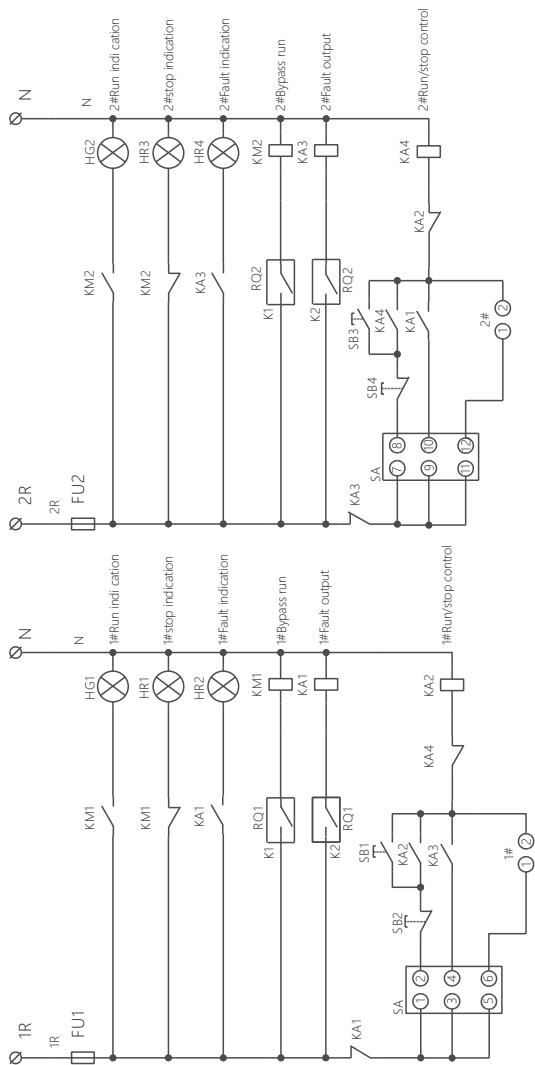 1R
1R
FU1
N
N
KM1
HG1
1#Run indi cation
KM1
HR1
1#stop indication
KA1
HR2
1#Fault indication
K1
RQ1
KM1
1#Bypass run
K2
RQ1
KA1
1#Fault output
KA1
SA
1
2
3
4
5
6
SB2
SB1
KA2
KA3
1#
1
2
KA4
KA2
1#Run/stop control
2R
2R
FU2
N
N
KM2
HG2
2#Run indi cation
KM2
HR3
2#stop indication
KA3
HR4
2#Fault indication
K1
RQ2
KM2
2#Bypass run
K2
RQ2
KA3
2#Fault output
KA3
SA
7
8
9
10
11
12
SB4
SB3
KA4
KA1
2#
1
2
KA2
KA4
2#Run/stop control